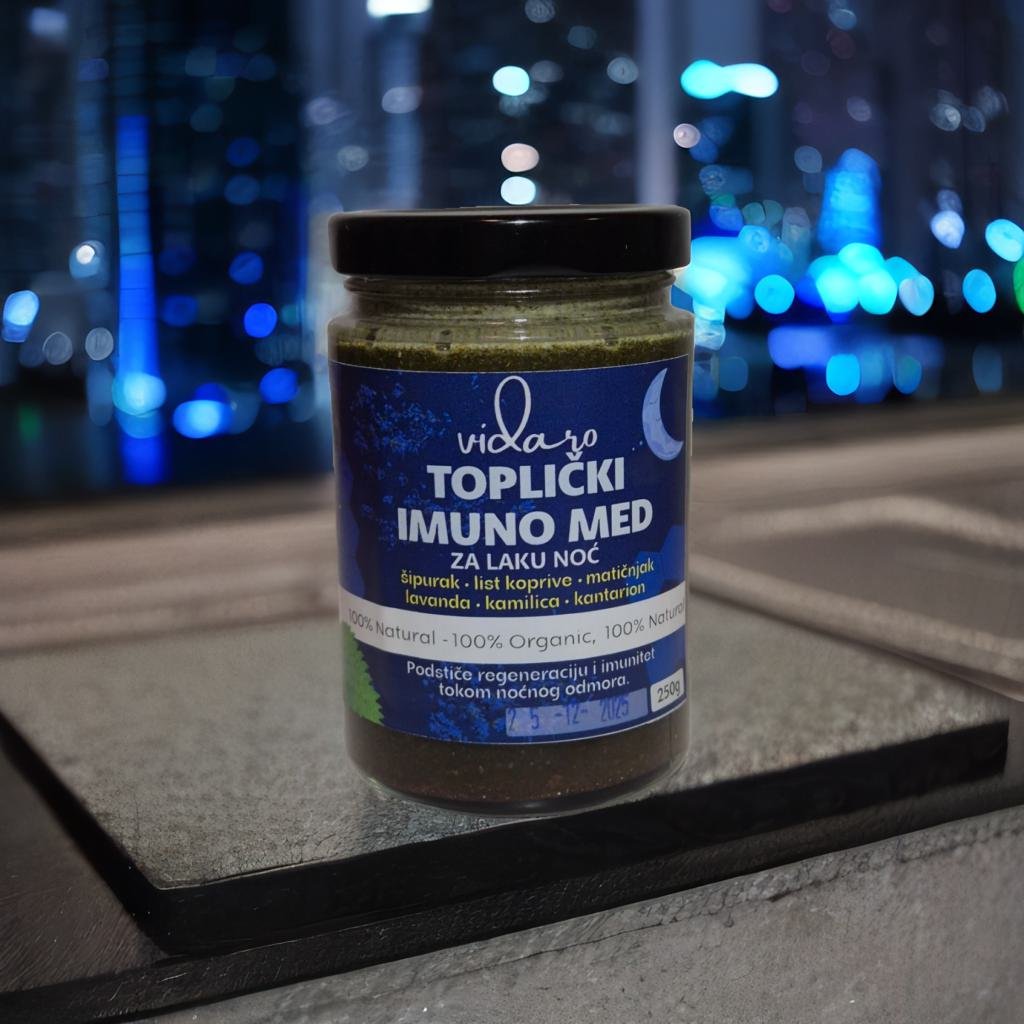 vidaro
TOPLIČKI
IMUNO MED
ZA LAKU NOĆ
šipurak • list koprive • matičnjak
lavanda • kamilica • kantarion
100% Natural - 100% Organic, 100% Natural
Podstiče regeneraciju i imunitet
tokom noćnog odmora.
250g
25 -12- 2025